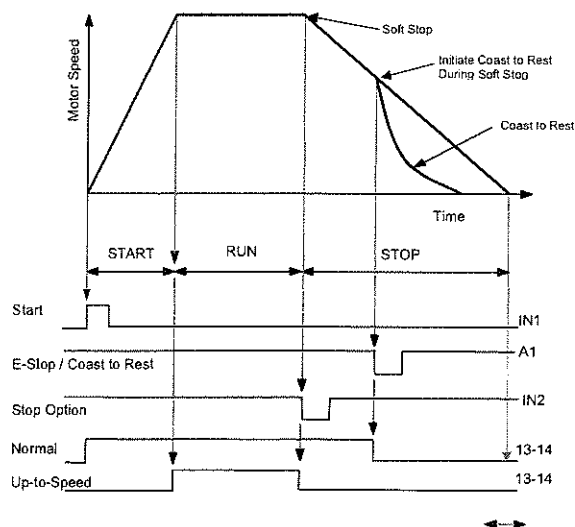 Motor Speed
Soft Stop
Initiate Coast to Rest
During Soft Stop
Coast to Rest
Time
START
RUN
STOP
Start
IN1
E-Stop / Coast to Rest
A1
Stop Option
IN2
Normal
13-14
Up-to-Speed
13-14